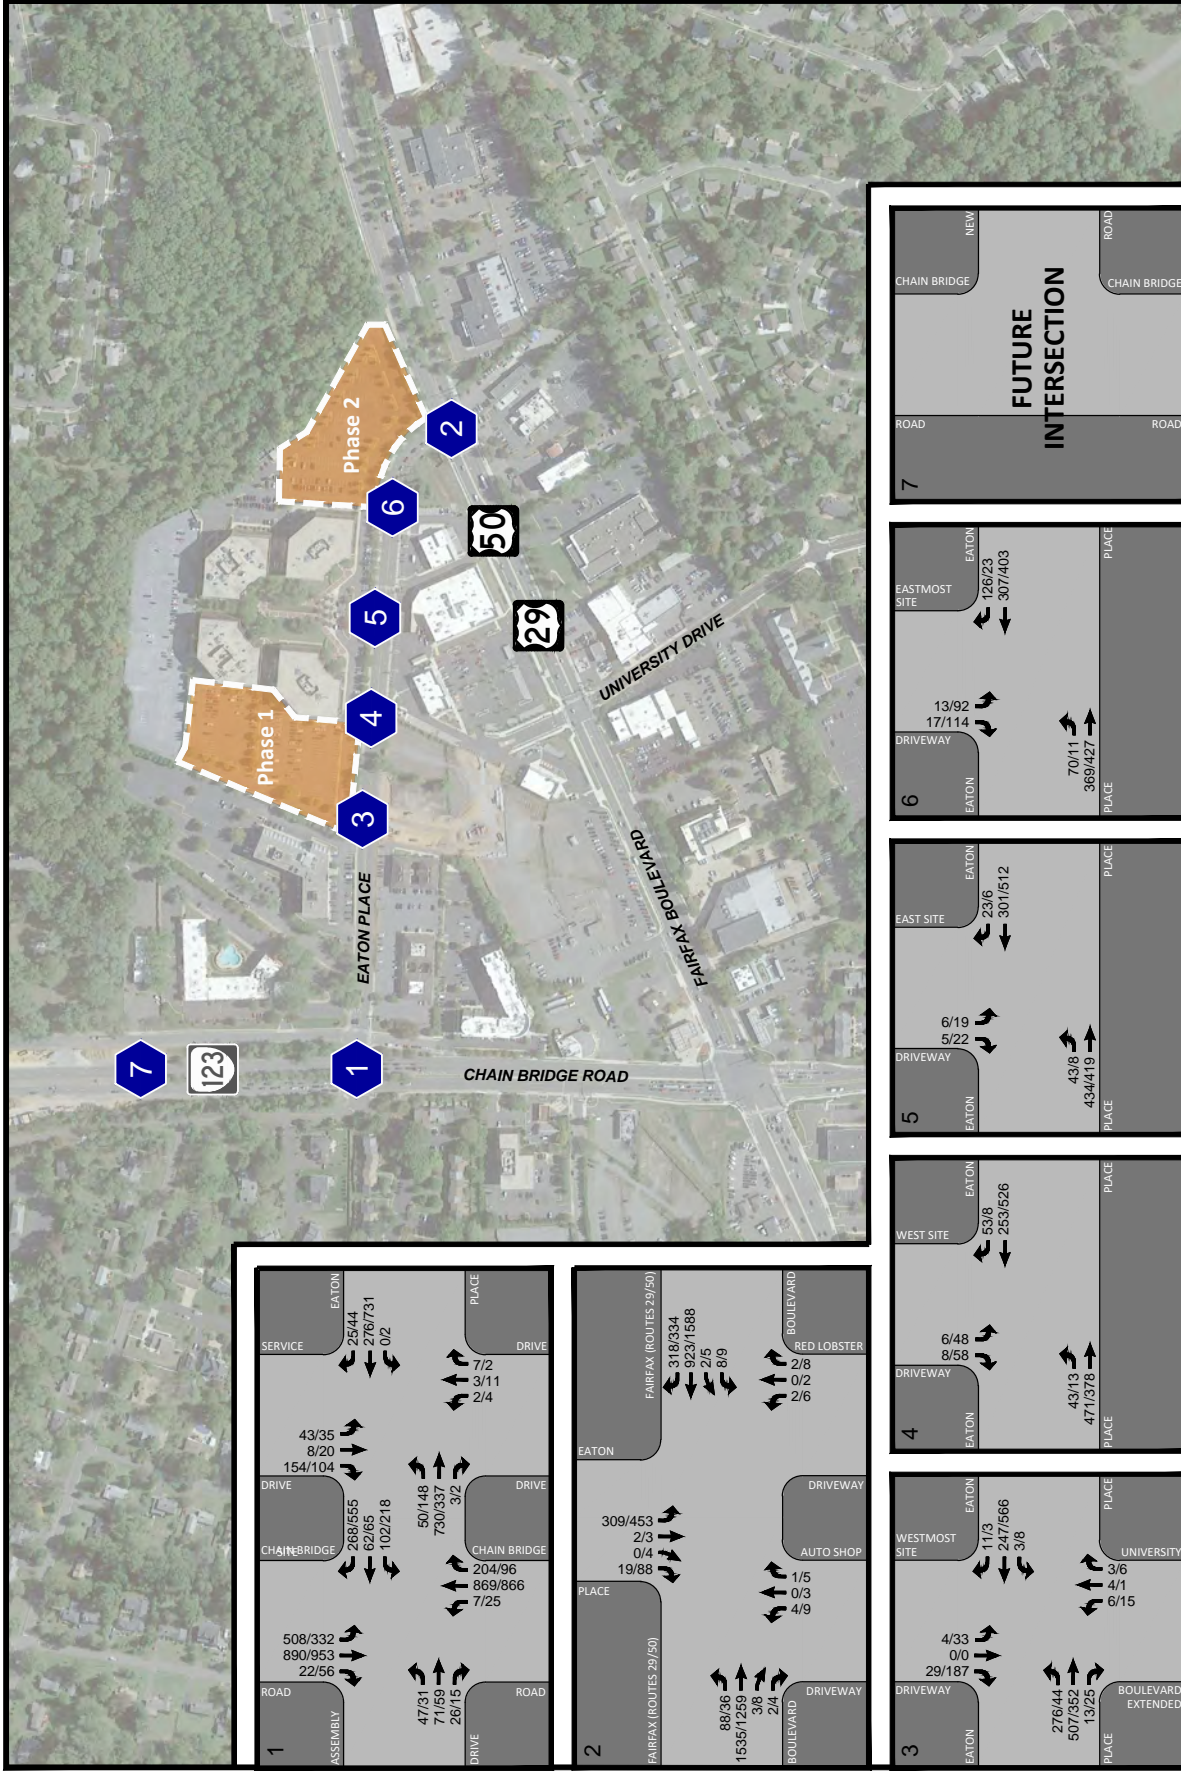 Phase 1
Phase 2
7
123
1
3
4
5
6
2
50
29
EATON PLACE
CHAIN BRIDGE ROAD
FAIRFAX BOULEVARD
UNIVERSITY DRIVE
1
ASSEMBLY
ROAD
CHAIN BRIDGE
SITE
DRIVE
SERVICE
EATON
PLACE
DRIVE
DRIVE
CHAIN BRIDGE
ROAD
DRIVE
508/332
890/953
22/56
268/555
62/65
102/218
43/35
8/20
154/104
25/44
276/731
0/2
47/31
71/59
26/15
204/96
869/866
7/25
50/148
730/337
3/2
7/2
3/11
2/4
2
FAIRFAX (ROUTES 29/50)
PLACE
EATON
FAIRFAX (ROUTES 29/50)
BOULEVARD
RED LOBSTER
DRIVEWAY
AUTO SHOP
DRIVEWAY
BOULEVARD
309/453
2/3
0/4
19/88
318/334
923/1588
2/5
8/9
88/36
1535/1259
3/8
2/4
1/5
0/3
4/9
2/8
0/2
2/6
3
EATON
DRIVEWAY
WESTMOST
SITE
EATON
PLACE
UNIVERSITY
BOULEVARD
EXTENDED
PLACE
4/33
0/0
29/187
11/3
247/566
3/8
276/44
507/352
13/25
3/6
4/1
6/15
4
EATON
DRIVEWAY
WEST SITE
EATON
PLACE
PLACE
6/48
8/58
53/8
253/526
43/13
471/378
5
EATON
DRIVEWAY
EAST SITE
EATON
PLACE
PLACE
6/19
5/22
23/6
301/512
43/8
434/419
6
EATON
DRIVEWAY
EASTMOST
SITE
EATON
PLACE
PLACE
13/92
17/114
126/23
307/403
70/11
369/427
7
ROAD
CHAIN BRIDGE
NEW
ROAD
CHAIN BRIDGE
ROAD
FUTURE
INTERSECTION